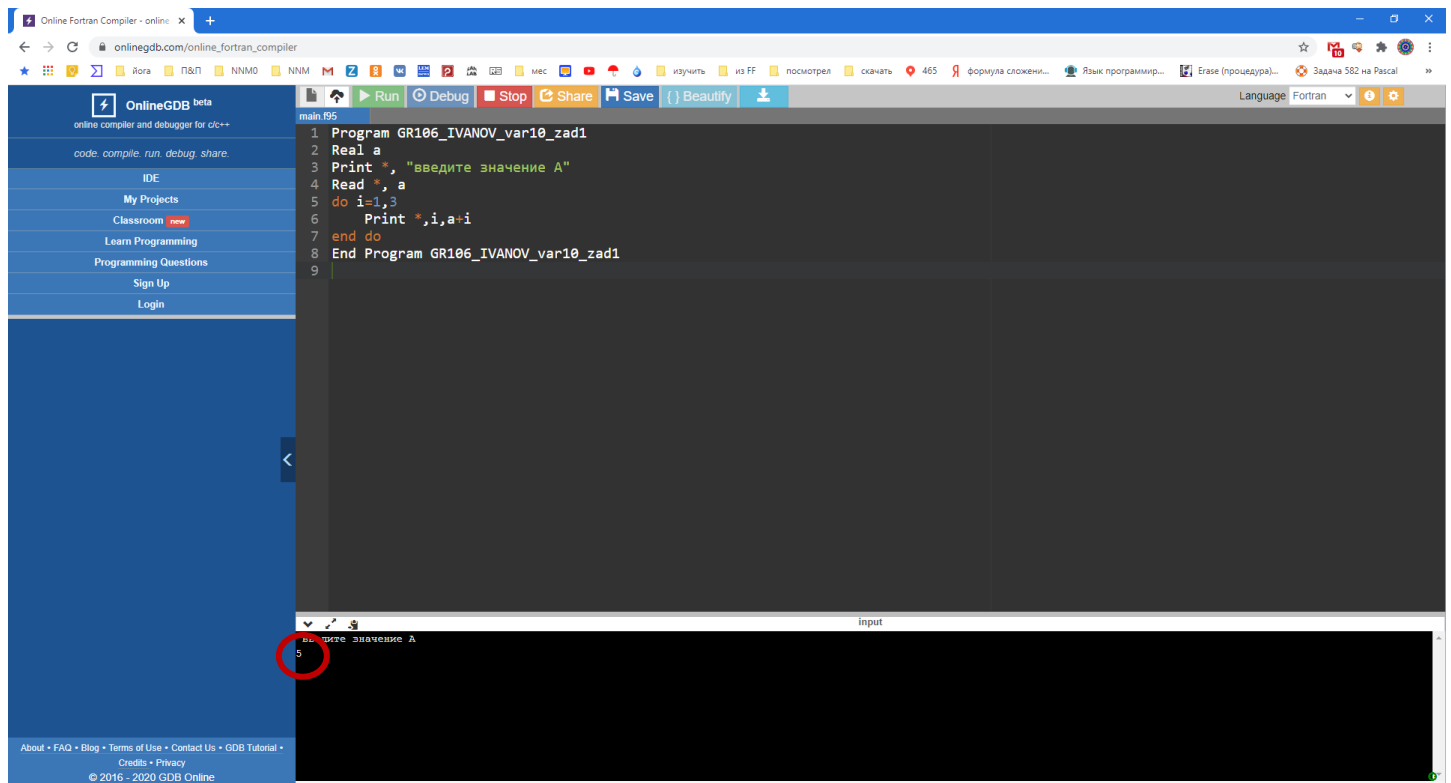 Online Fortran Compiler - online
onlinegdb.com/online_fortran_compiler
10
йога П&П NNM0 NNM мес изучить из FF посмотрел скачать 465 формула сложени... Язык программир... Erase (процедура)... Задача 582 на Pascal »
OnlineGDB beta
online compiler and debugger for c/c++
code. compile. run. debug. share.
IDE
My Projects
Classroom new
Learn Programming
Programming Questions
Sign Up
Login
About • FAQ • Blog • Terms of Use • Contact Us • GDB Tutorial •
Credits • Privacy
© 2016 - 2020 GDB Online
Run Debug Stop Share Save { } Beautify
Language Fortran
main.f95
1 Program GR106_IVANOV_var10_zad1
2 Real a
3 Print *, "введите значение А"
4 Read *, a
5 do i=1,3
6 Print *,i,a+i
7 end do
8 End Program GR106_IVANOV_var10_zad1
9
input
введите значение А
5